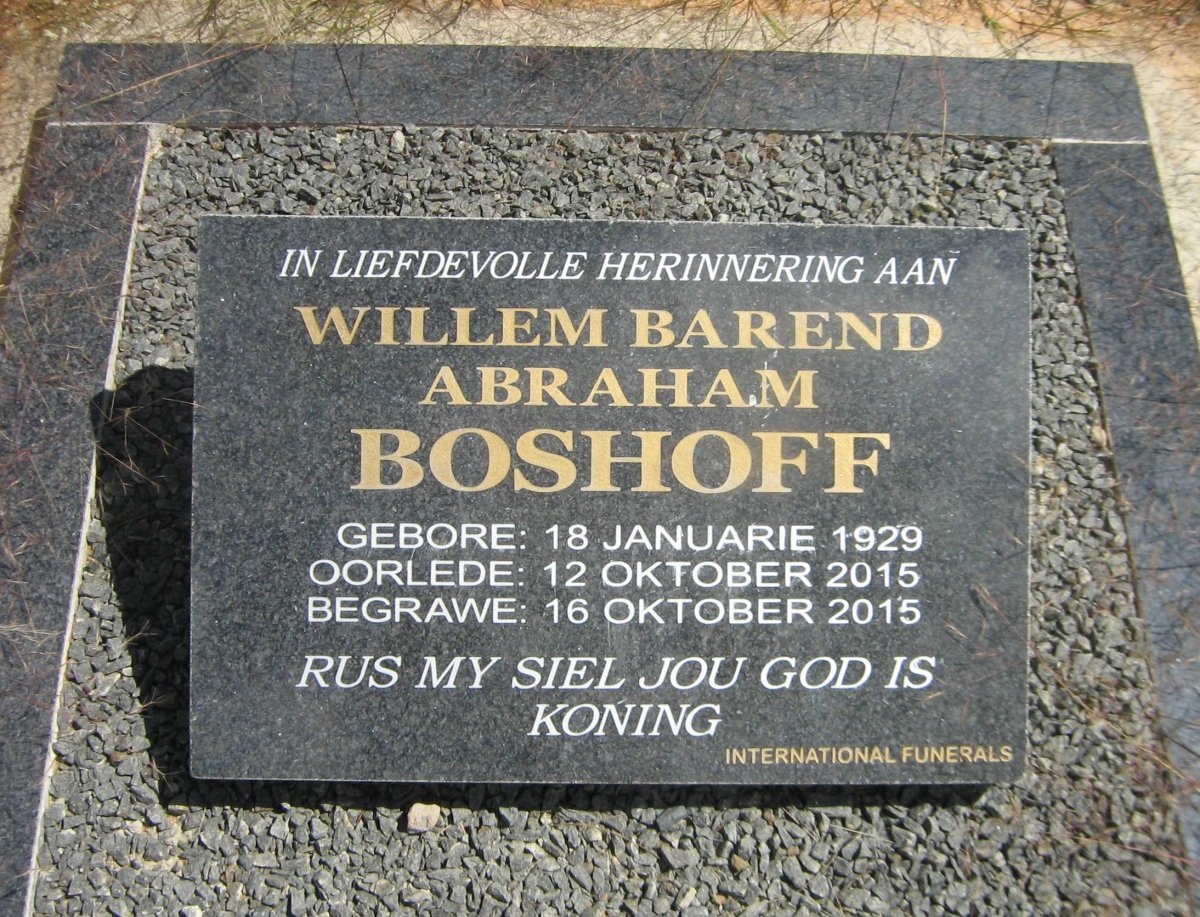 IN LIEFDEVOLLE HERINNERING AAN
WILLEM BAREND
ABRAHAM
BOSHOFF
GEBORE: 18 JANUARIE 1929
OORLEDE: 12 OKTOBER 2015
BEGRAWE: 16 OKTOBER 2015
RUS MY SIEL JOU GOD IS
KONING
INTERNATIONAL FUNERALS